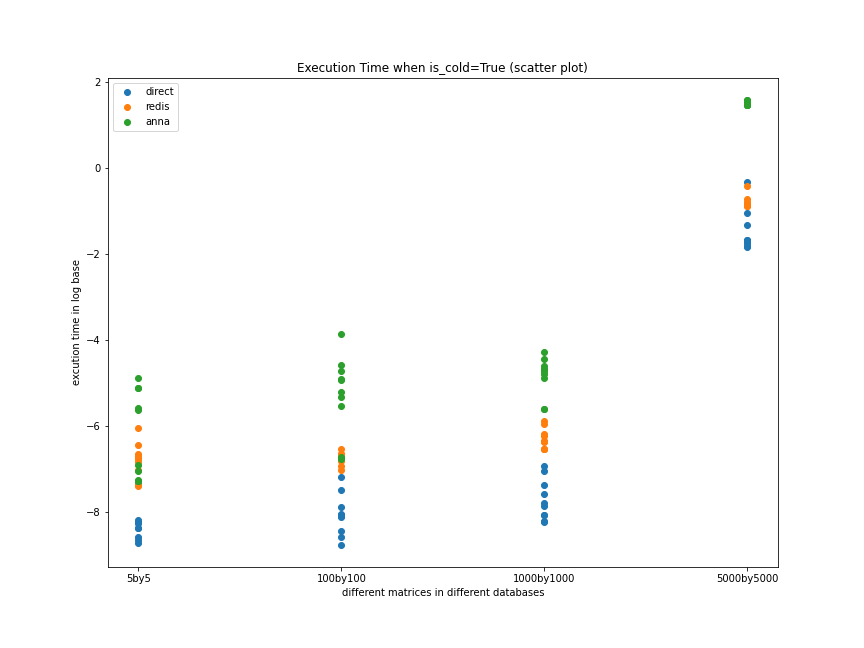 Execution Time when is_cold=True (scatter plot)
direct
redis
anna
excution time in log base
2
0
−2
−4
−6
−8
5by5
100by100
1000by1000
5000by5000
different matrices in different databases